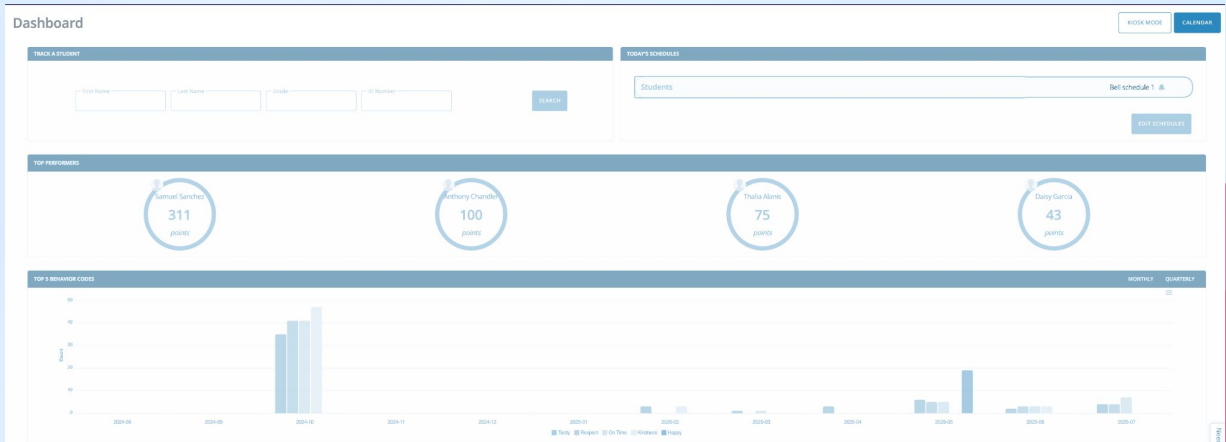 Dashboard
KIOSK MODE
CALENDAR
TRACK A STUDENT
First Name
Last Name
Grade
ID Number
SEARCH
TODAY'S SCHEDULES
Students
Bell schedule 1
EDIT SCHEDULES
TOP PERFORMERS
Samuel Sanchez
311
points
Anthony Chandler
100
points
Thalia Alanis
75
points
Daisy Garcia
43
points
TOP 5 BEHAVIOR CODES
MONTHLY
QUARTERLY
50
40
30
20
10
0
Count
2024-08
2024-09
2024-10
2024-11
2024-12
2025-01
2025-02
2025-03
2025-04
2025-05
2025-06
2025-07
Tardy
Respect
On Time
Kindness
Happy